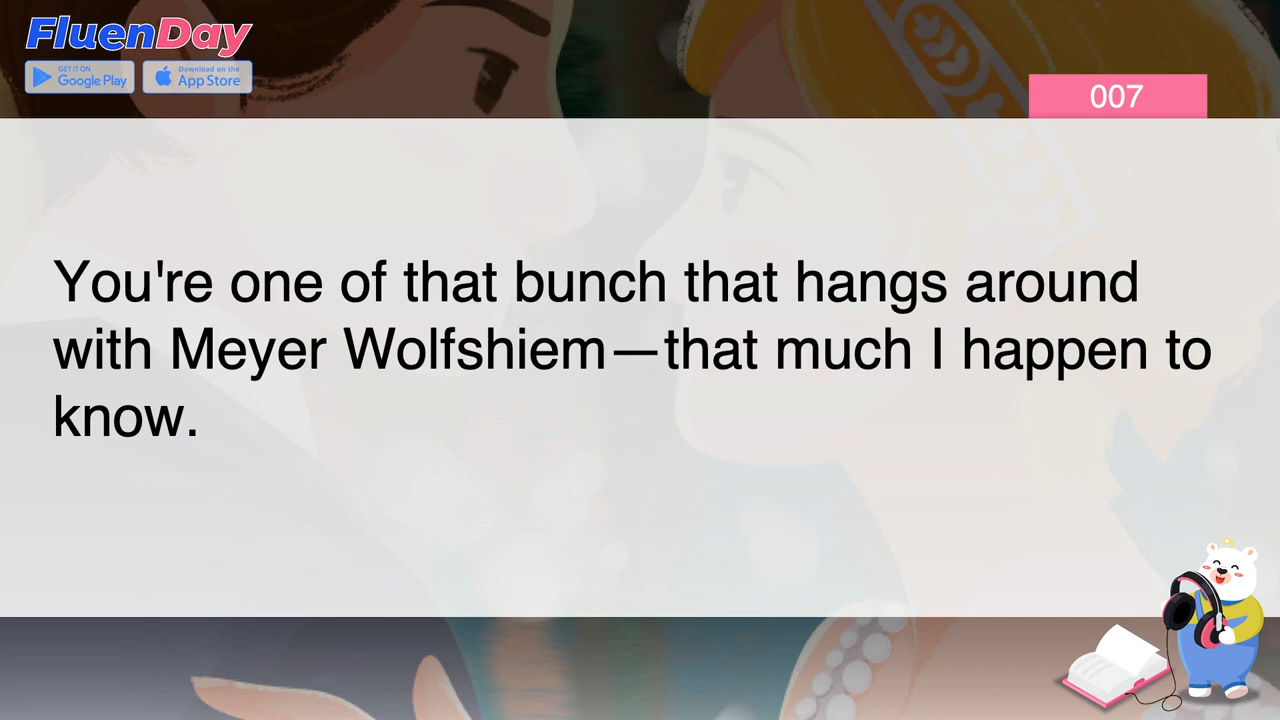 FluenDay
GET IT ON
Google Play
Download on the
App Store
007
You're one of that bunch that hangs around
with Meyer Wolfshiem—that much I happen to
know.